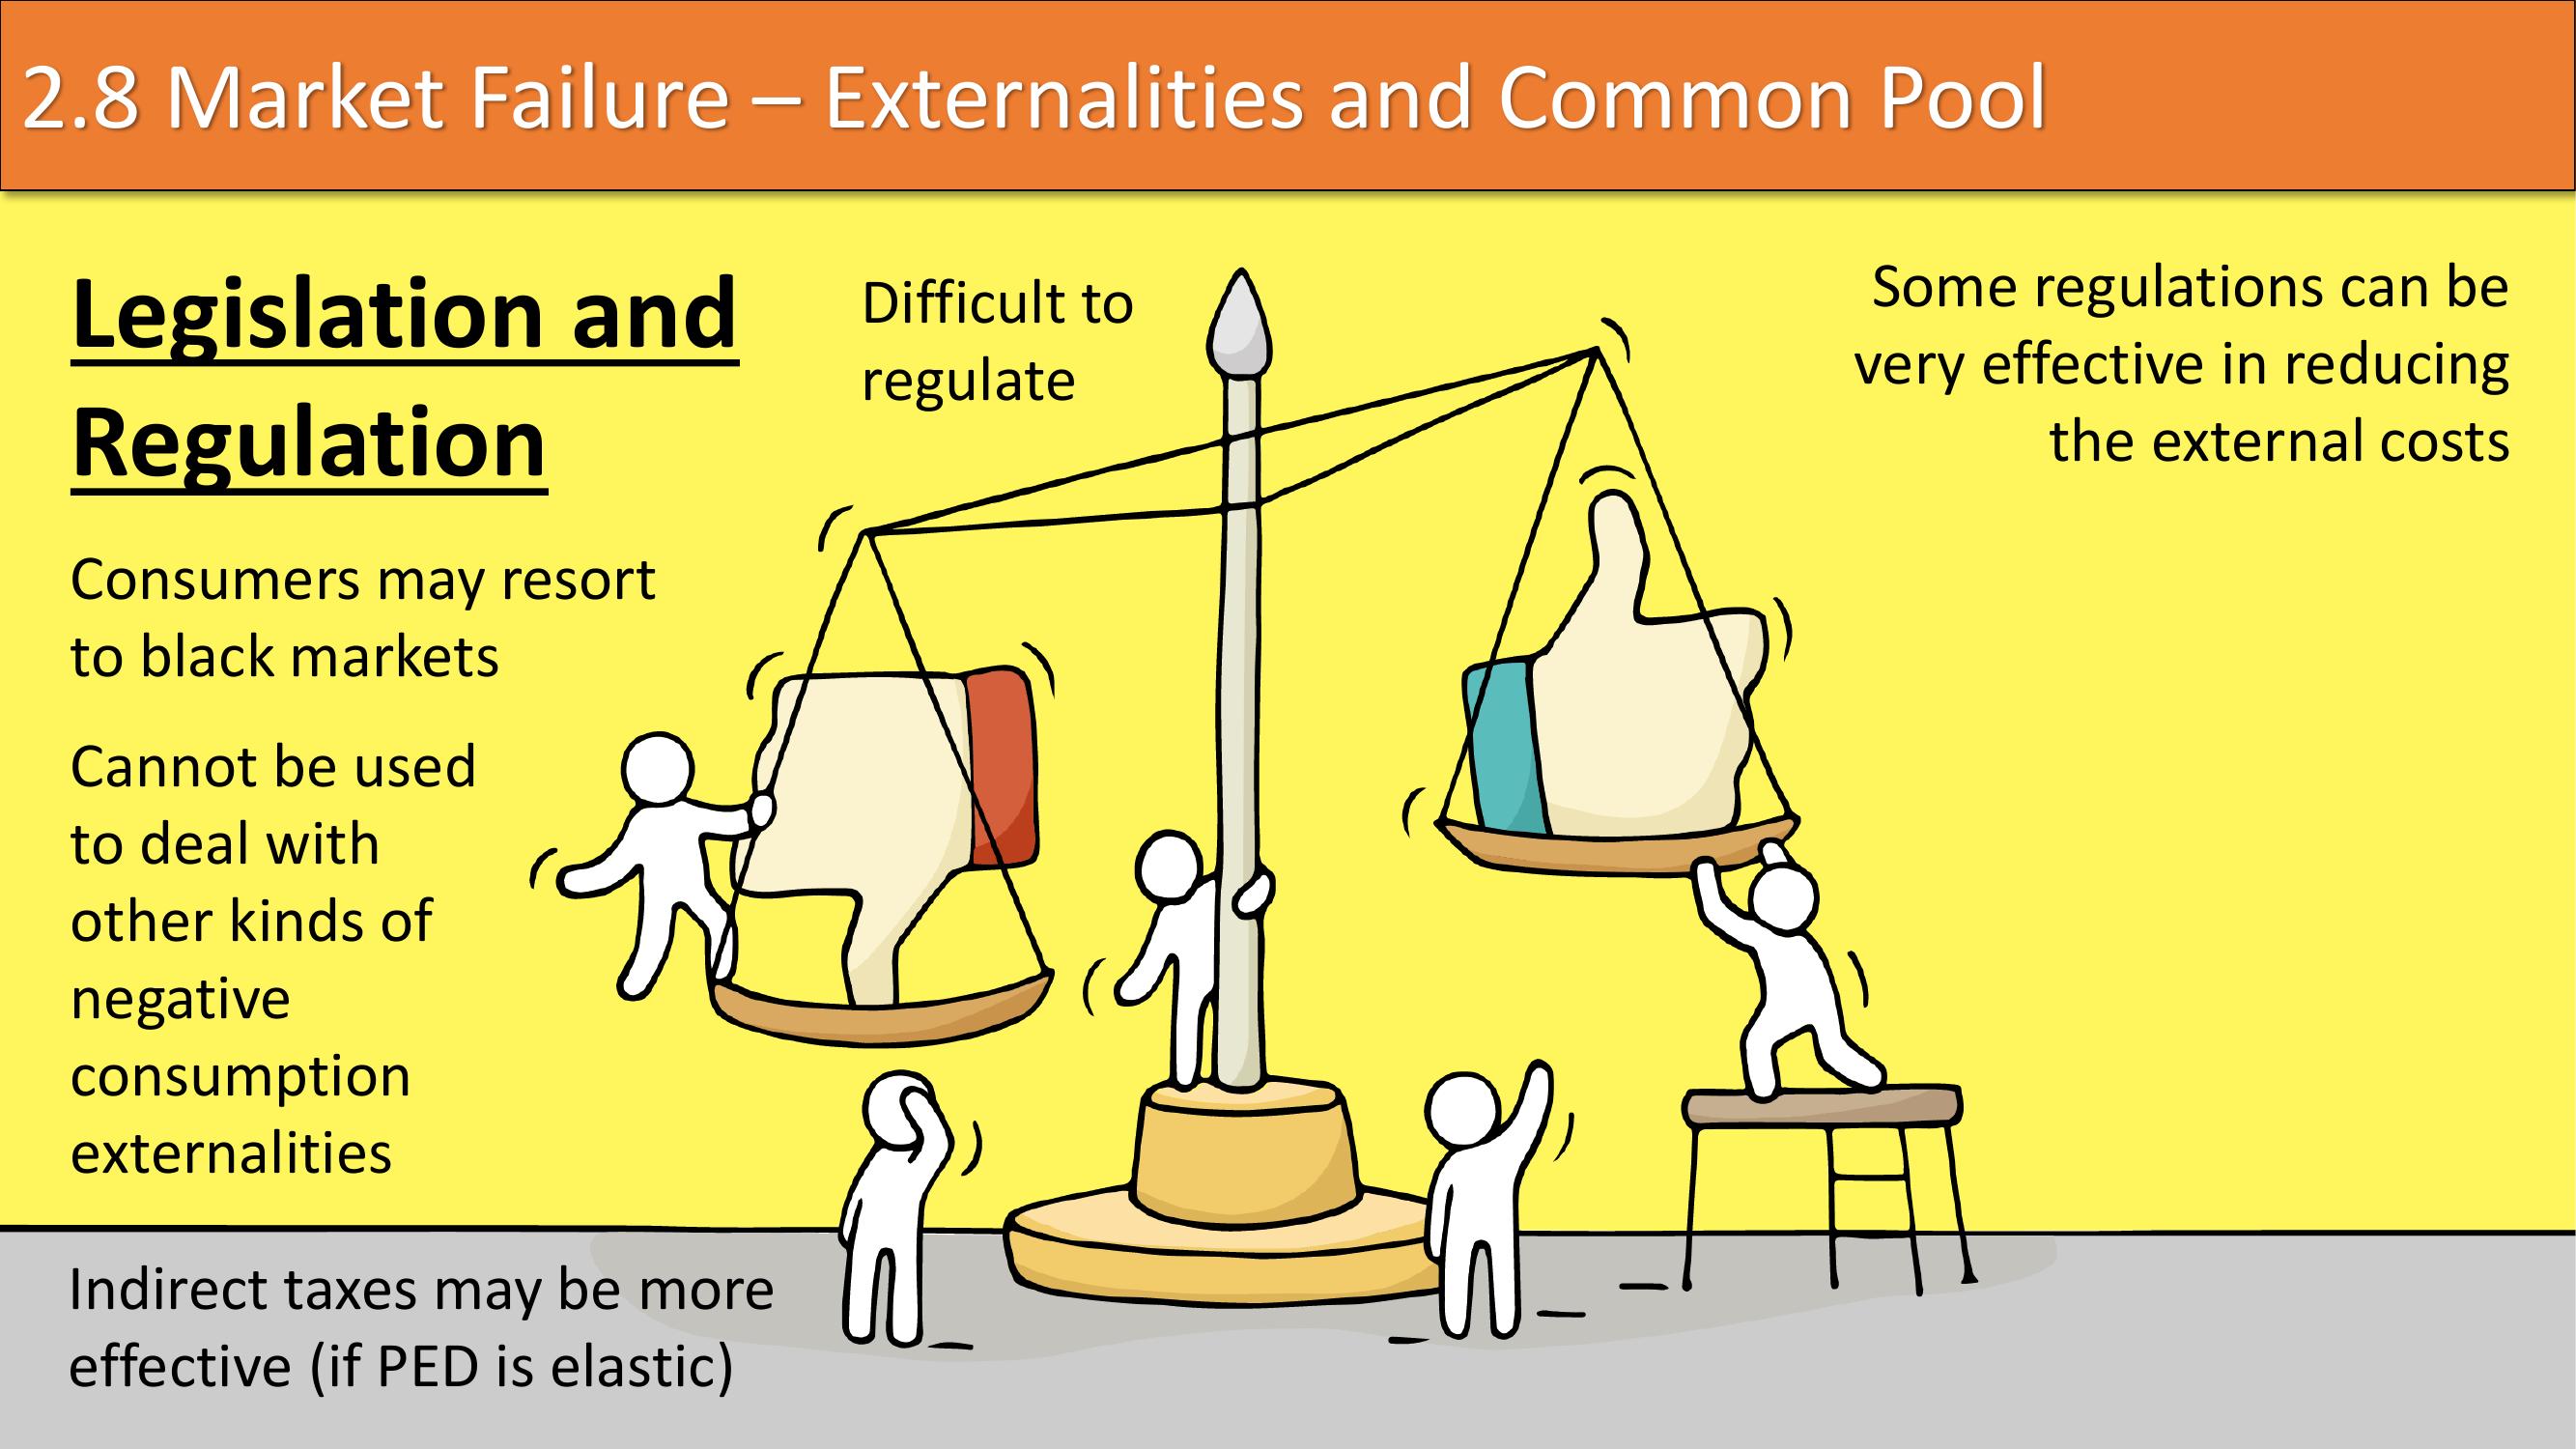 2.8 Market Failure – Externalities and Common Pool
Legislation and
Regulation
Consumers may resort
to black markets
Cannot be used
to deal with
other kinds of
negative
consumption
externalities
Indirect taxes may be more
effective (if PED is elastic)
Difficult to
regulate
Some regulations can be
very effective in reducing
the external costs